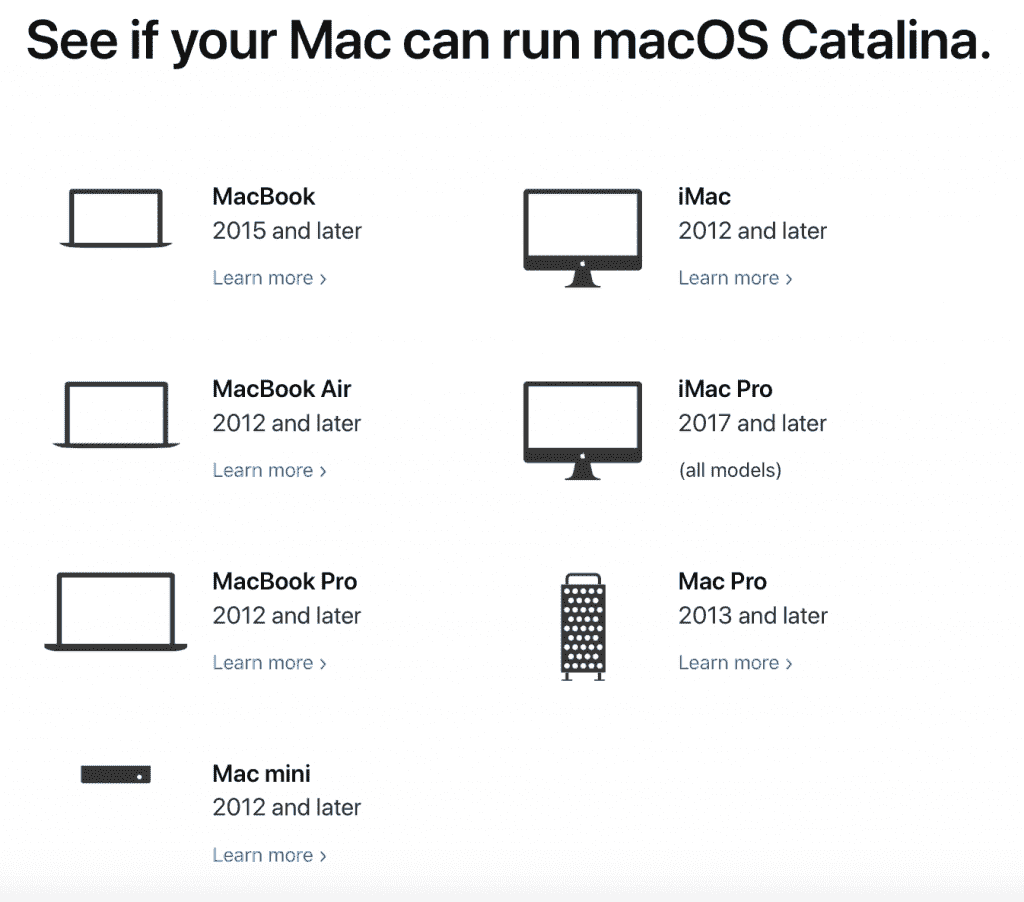 See if your Mac can run macOS Catalina.
MacBook
2015 and later
Learn more >
iMac
2012 and later
Learn more >
MacBook Air
2012 and later
Learn more >
iMac Pro
2017 and later
(all models)
MacBook Pro
2012 and later
Learn more >
Mac Pro
2013 and later
Learn more >
Mac mini
2012 and later
Learn more >